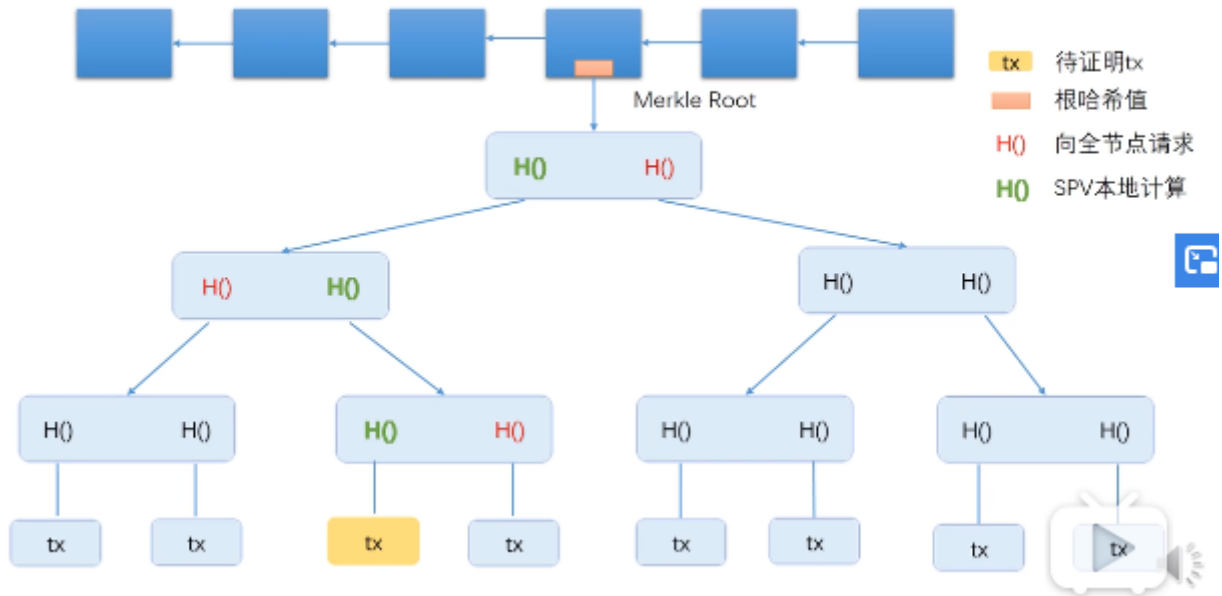 tx 待证明tx
Merkle Root
根哈希值
H() H()
H() 向全节点请求
H() SPV本地计算
H() H() H() H()
H() H() H() H() H() H() H() H()
tx tx tx tx tx tx tx tx